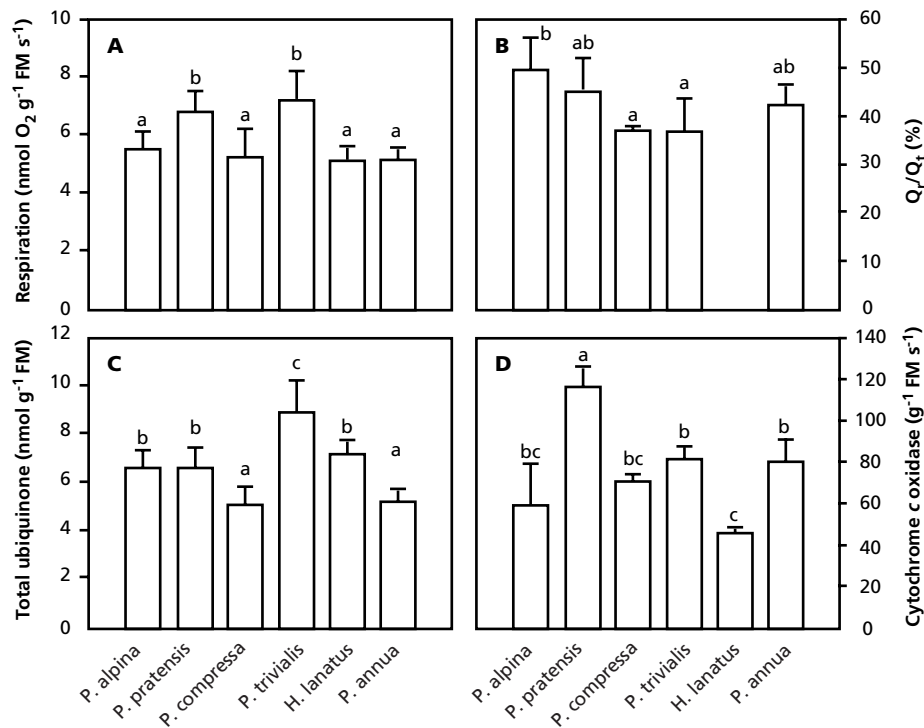 A
B
C
D
Respiration (nmol O2 g-1 FM s-1)
10
8
6
4
2
0
a
b
a
b
a
a
Qr/Qt (%)
60
50
40
30
20
10
0
b
ab
a
a
ab
Total ubiquinone (nmol g-1 FM)
12
10
8
6
4
2
0
b
b
a
c
b
a
Cytochrome c oxidase (g-1 FM s-1)
140
120
100
80
60
40
20
0
bc
a
bc
b
c
b
P. alpina
P. pratensis
P. compressa
P. trivialis
H. lanatus
P. annua
P. alpina
P. pratensis
P. compressa
P. trivialis
H. lanatus
P. annua